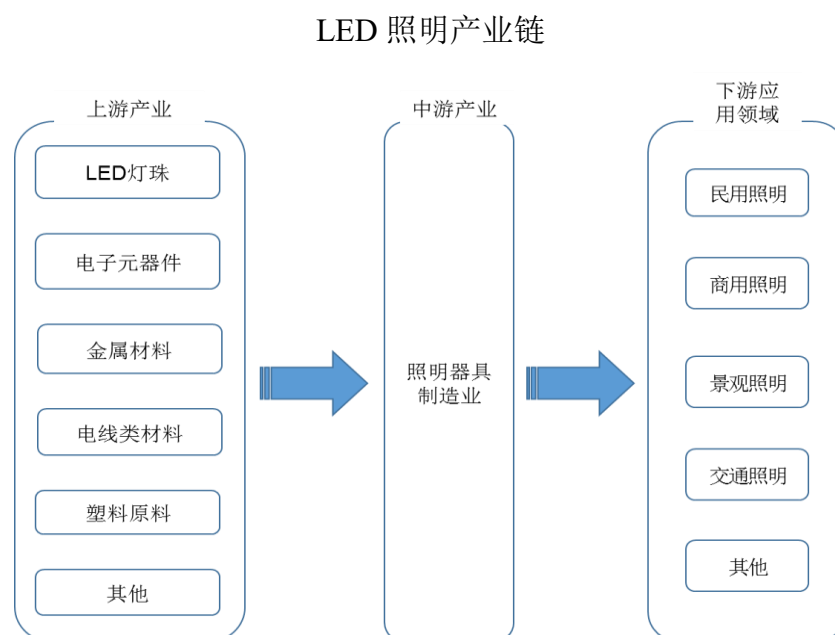 LED 照明产业链
上游产业
LED灯珠
电子元器件
金属材料
电线类材料
塑料原料
其他
中游产业
照明器具
制造业
下游应
用领域
民用照明
商用照明
景观照明
交通照明
其他